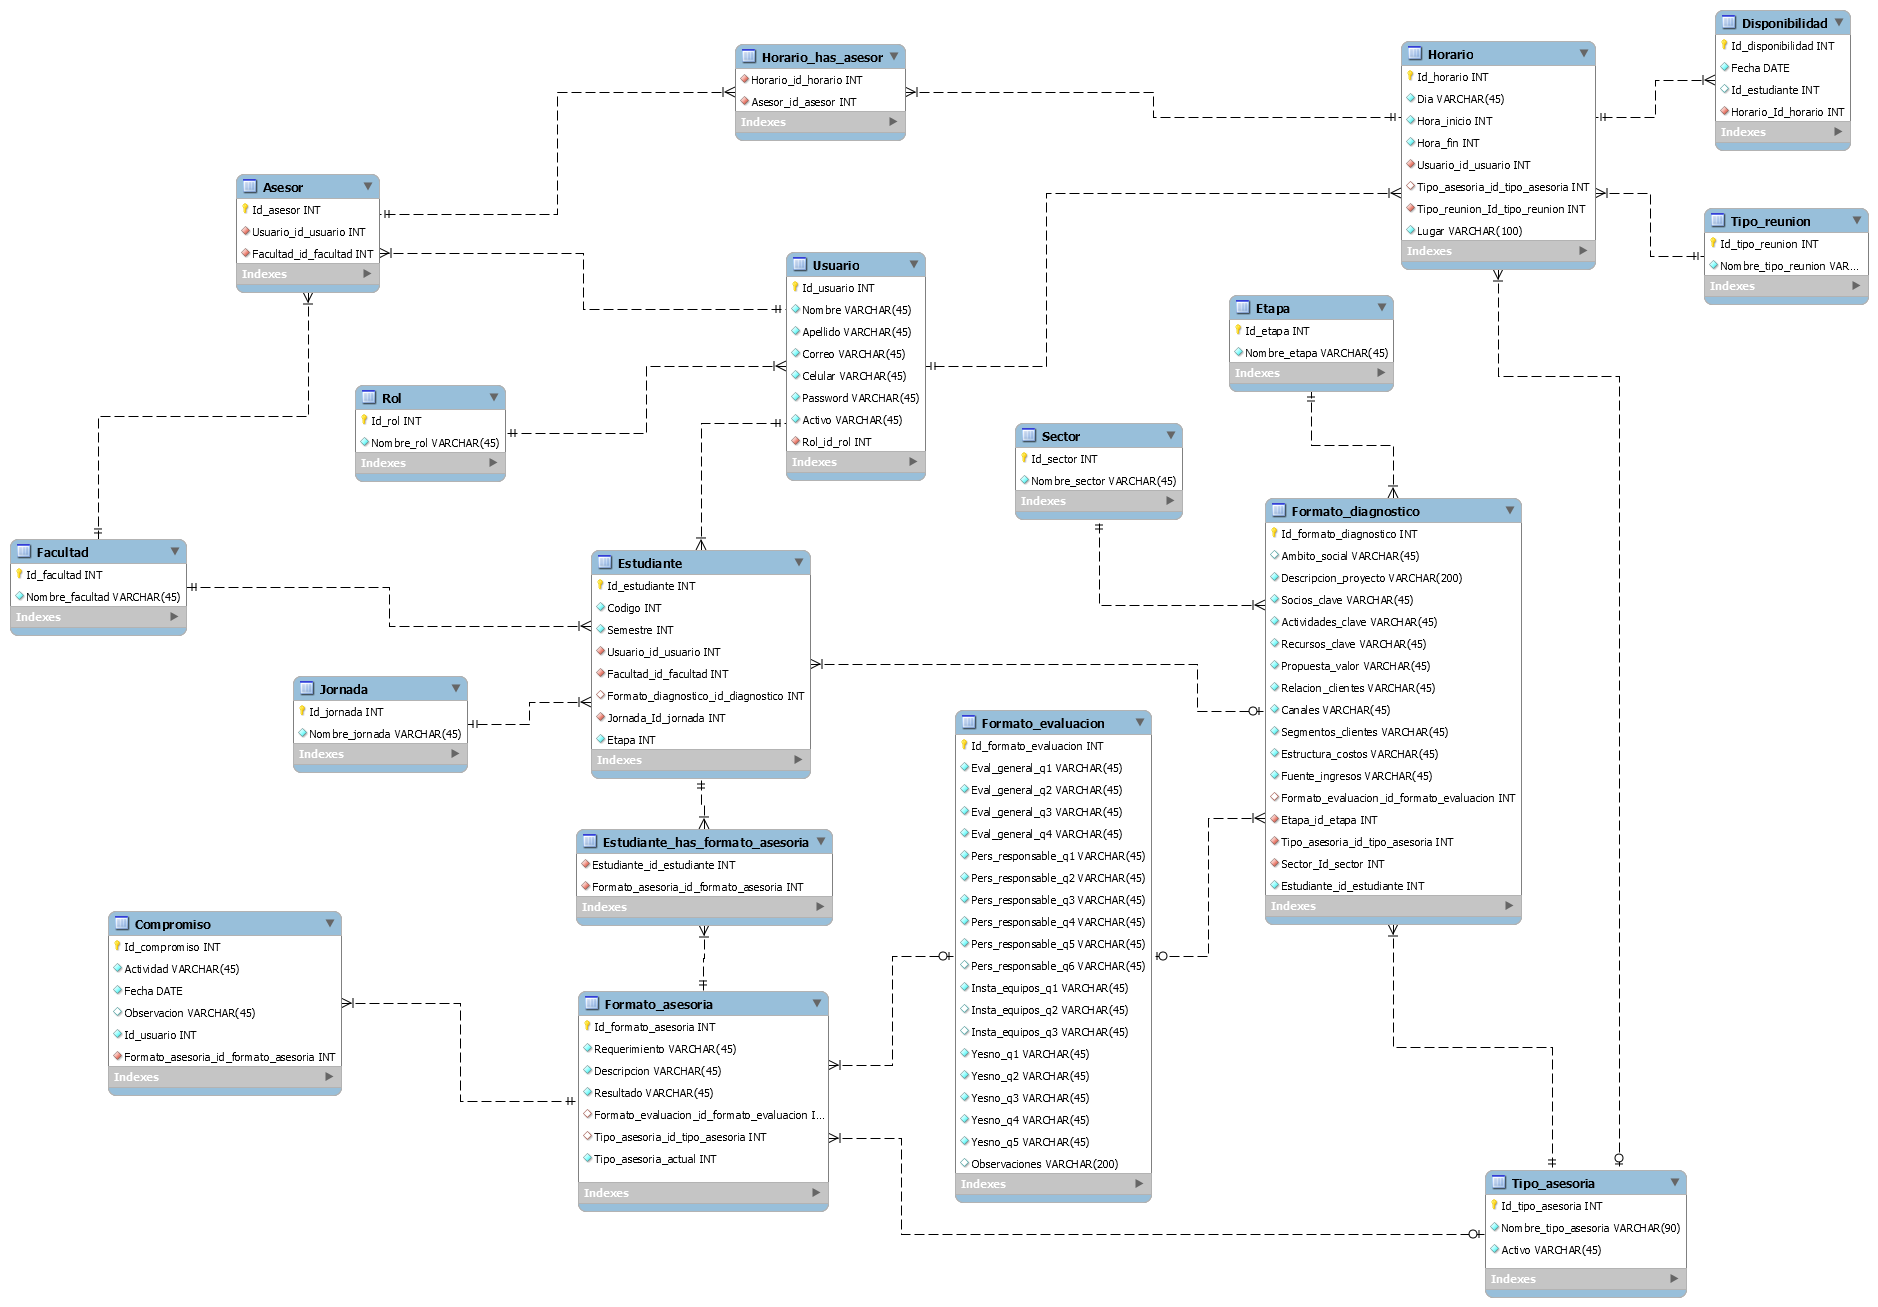 Horario_has_asesor
Horario_id_horario INT
Asesor_id_asesor INT
Indexes
Horario
Id_horario INT
Dia VARCHAR(45)
Hora_inicio INT
Hora_fin INT
Usuario_id_usuario INT
Tipo_asesoria_id_tipo_asesoria INT
Tipo_reunion_Id_tipo_reunion INT
Lugar VARCHAR(100)
Indexes
Disponibilidad
Id_disponibilidad INT
Fecha DATE
Id_estudiante INT
Horario_Id_horario INT
Indexes
Asesor
Id_asesor INT
Usuario_id_usuario INT
Facultad_id_facultad INT
Indexes
Tipo_reunion
Id_tipo_reunion INT
Nombre_tipo_reunion VAR...
Indexes
Usuario
Id_usuario INT
Nombre VARCHAR(45)
Apellido VARCHAR(45)
Correo VARCHAR(45)
Celular VARCHAR(45)
Password VARCHAR(45)
Activo VARCHAR(45)
Rol_id_rol INT
Indexes
Etapa
Id_etapa INT
Nombre_etapa VARCHAR(45)
Indexes
Rol
Id_rol INT
Nombre_rol VARCHAR(45)
Indexes
Sector
Id_sector INT
Nombre_sector VARCHAR(45)
Indexes
Formato_diagnostico
Id_formato_diagnostico INT
Ambito_social VARCHAR(45)
Descripcion_proyecto VARCHAR(200)
Socios_clave VARCHAR(45)
Actividades_clave VARCHAR(45)
Recursos_clave VARCHAR(45)
Propuesta_valor VARCHAR(45)
Relacion_clientes VARCHAR(45)
Canales VARCHAR(45)
Segmentos_clientes VARCHAR(45)
Estructura_costos VARCHAR(45)
Fuente_ingresos VARCHAR(45)
Formato_evaluacion_id_formato_evaluacion INT
Etapa_id_etapa INT
Tipo_asesoria_id_tipo_asesoria INT
Sector_Id_sector INT
Estudiante_id_estudiante INT
Indexes
Facultad
Id_facultad INT
Nombre_facultad VARCHAR(45)
Indexes
Estudiante
Id_estudiante INT
Codigo INT
Semestre INT
Usuario_id_usuario INT
Facultad_id_facultad INT
Formato_diagnostico_id_diagnostico INT
Jornada_Id_jornada INT
Etapa INT
Indexes
Jornada
Id_jornada INT
Nombre_jornada VARCHAR(45)
Indexes
Formato_evaluacion
Id_formato_evaluacion INT
Eval_general_q1 VARCHAR(45)
Eval_general_q2 VARCHAR(45)
Eval_general_q3 VARCHAR(45)
Eval_general_q4 VARCHAR(45)
Pers_responsable_q1 VARCHAR(45)
Pers_responsable_q2 VARCHAR(45)
Pers_responsable_q3 VARCHAR(45)
Pers_responsable_q4 VARCHAR(45)
Pers_responsable_q5 VARCHAR(45)
Pers_responsable_q6 VARCHAR(45)
Insta_equipos_q1 VARCHAR(45)
Insta_equipos_q2 VARCHAR(45)
Insta_equipos_q3 VARCHAR(45)
Yesno_q1 VARCHAR(45)
Yesno_q2 VARCHAR(45)
Yesno_q3 VARCHAR(45)
Yesno_q4 VARCHAR(45)
Yesno_q5 VARCHAR(45)
Observaciones VARCHAR(200)
Indexes
Estudiante_has_formato_asesoria
Estudiante_id_estudiante INT
Formato_asesoria_id_formato_asesoria INT
Indexes
Compromiso
Id_compromiso INT
Actividad VARCHAR(45)
Fecha DATE
Observacion VARCHAR(45)
Id_usuario INT
Formato_asesoria_id_formato_asesoria INT
Indexes
Formato_asesoria
Id_formato_asesoria INT
Requerimiento VARCHAR(45)
Descripcion VARCHAR(45)
Resultado VARCHAR(45)
Formato_evaluacion_id_formato_evaluacion I...
Tipo_asesoria_id_tipo_asesoria INT
Tipo_asesoria_actual INT
Indexes
Tipo_asesoria
Id_tipo_asesoria INT
Nombre_tipo_asesoria VARCHAR(90)
Activo VARCHAR(45)
Indexes